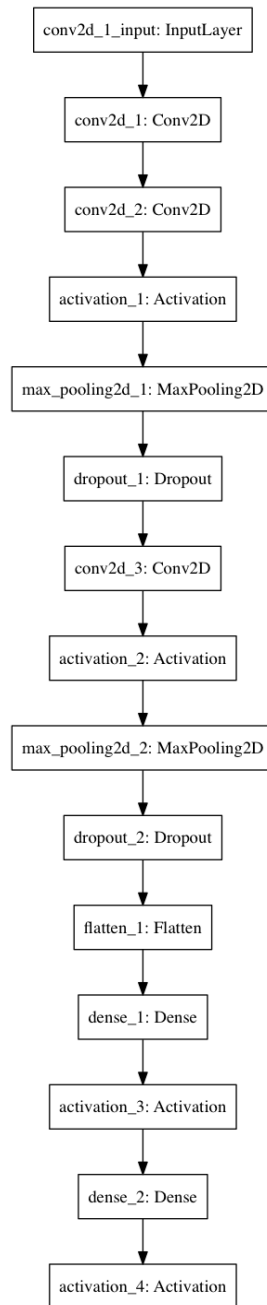 conv2d_1_input: InputLayer
conv2d_1: Conv2D
conv2d_2: Conv2D
activation_1: Activation
max_pooling2d_1: MaxPooling2D
dropout_1: Dropout
conv2d_3: Conv2D
activation_2: Activation
max_pooling2d_2: MaxPooling2D
dropout_2: Dropout
flatten_1: Flatten
dense_1: Dense
activation_3: Activation
dense_2: Dense
activation_4: Activation